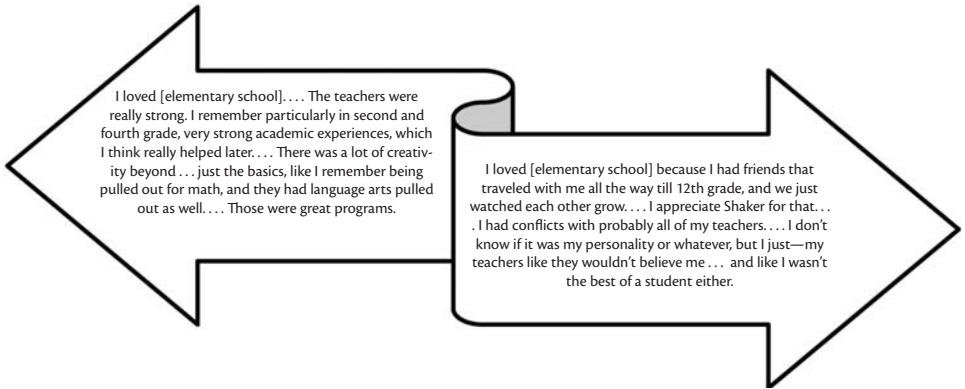 I loved [elementary school]. . . . The teachers were
really strong. I remember particularly in second and
fourth grade, very strong academic experiences, which
I think really helped later. . . . There was a lot of creativ-
ity beyond . . . just the basics, like I remember being
pulled out for math, and they had language arts pulled
out as well. . . . Those were great programs.
I loved [elementary school] because I had friends that
traveled with me all the way till 12th grade, and we just
watched each other grow. . . . I appreciate Shaker for that. . .
. I had conflicts with probably all of my teachers. . . . I don’t
know if it was my personality or whatever, but I just—my
teachers like they wouldn’t believe me . . . and like I wasn’t
the best of a student either.